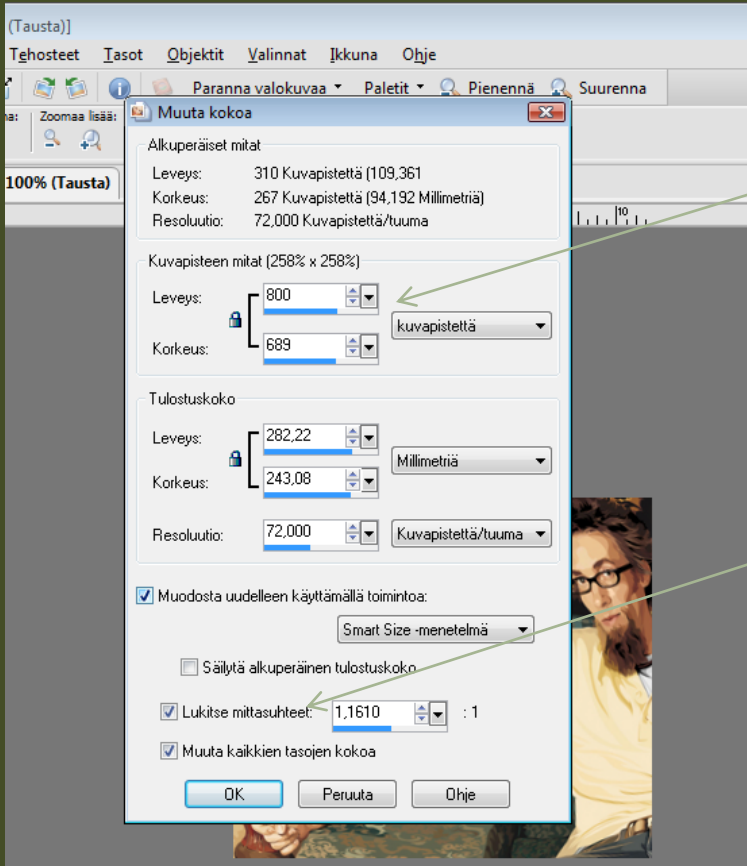 (Tausta)]
Tehosteet Tasot Objektit Valinnat Ikkuna Ohje
Paranna valokuvaa Paletit Pienennä Suurenna
na: Zoomaa lisää:
100% (Tausta)
10
Muuta kokoa
Alkuperäiset mitat
Leveys: 310 Kuvapistettä (109,361
Korkeus: 267 Kuvapistettä (94,192 Millimetriä)
Resoluutio: 72,000 Kuvapistettä/tuuma
Kuvapisteen mitat (258% x 258%)
Leveys: 800
kuvapistettä
Korkeus: 689
Tulostuskoko
Leveys: 282,22
Millimetriä
Korkeus: 243,08
Resoluutio: 72,000 Kuvapistettä/tuuma
Muodosta uudelleen käyttämällä toimintoa:
Smart Size -menetelmä
Säilytä alkuperäinen tulostuskoko
Lukitse mittasuhteet: 1,1610 : 1
Muuta kaikkien tasojen kokoa
OK Peruuta Ohje